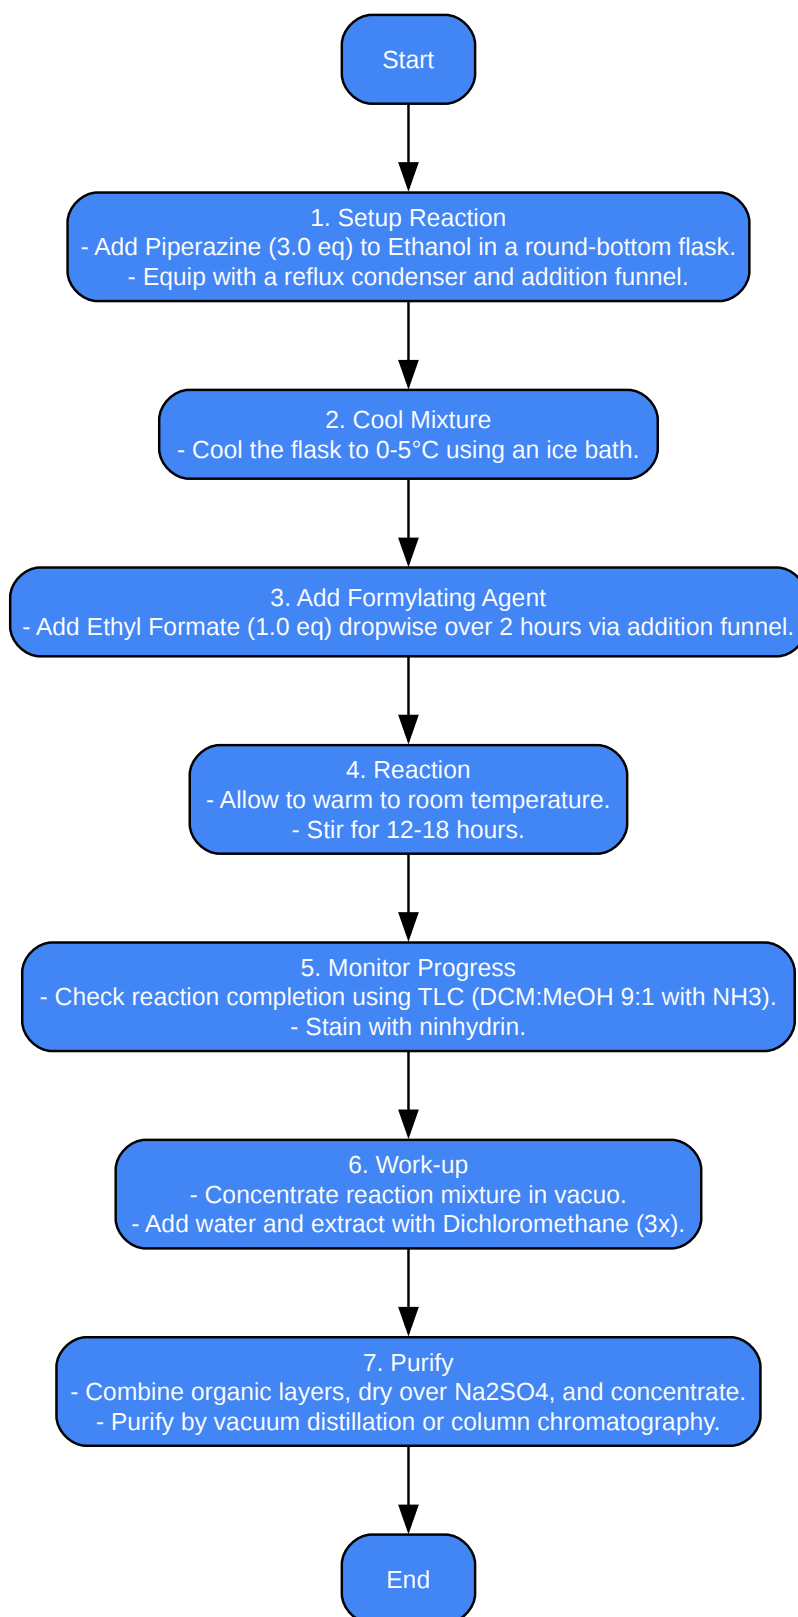 Start
1. Setup Reaction
- Add Piperazine (3.0 eq) to Ethanol in a round-bottom flask.
- Equip with a reflux condenser and addition funnel.
2. Cool Mixture
- Cool the flask to 0-5°C using an ice bath.
3. Add Formylating Agent
- Add Ethyl Formate (1.0 eq) dropwise over 2 hours via addition funnel.
4. Reaction
- Allow to warm to room temperature.
- Stir for 12-18 hours.
5. Monitor Progress
- Check reaction completion using TLC (DCM:MeOH 9:1 with NH3).
- Stain with ninhydrin.
6. Work-up
- Concentrate reaction mixture in vacuo.
- Add water and extract with Dichloromethane (3x).
7. Purify
- Combine organic layers, dry over Na2SO4, and concentrate.
- Purify by vacuum distillation or column chromatography.
End